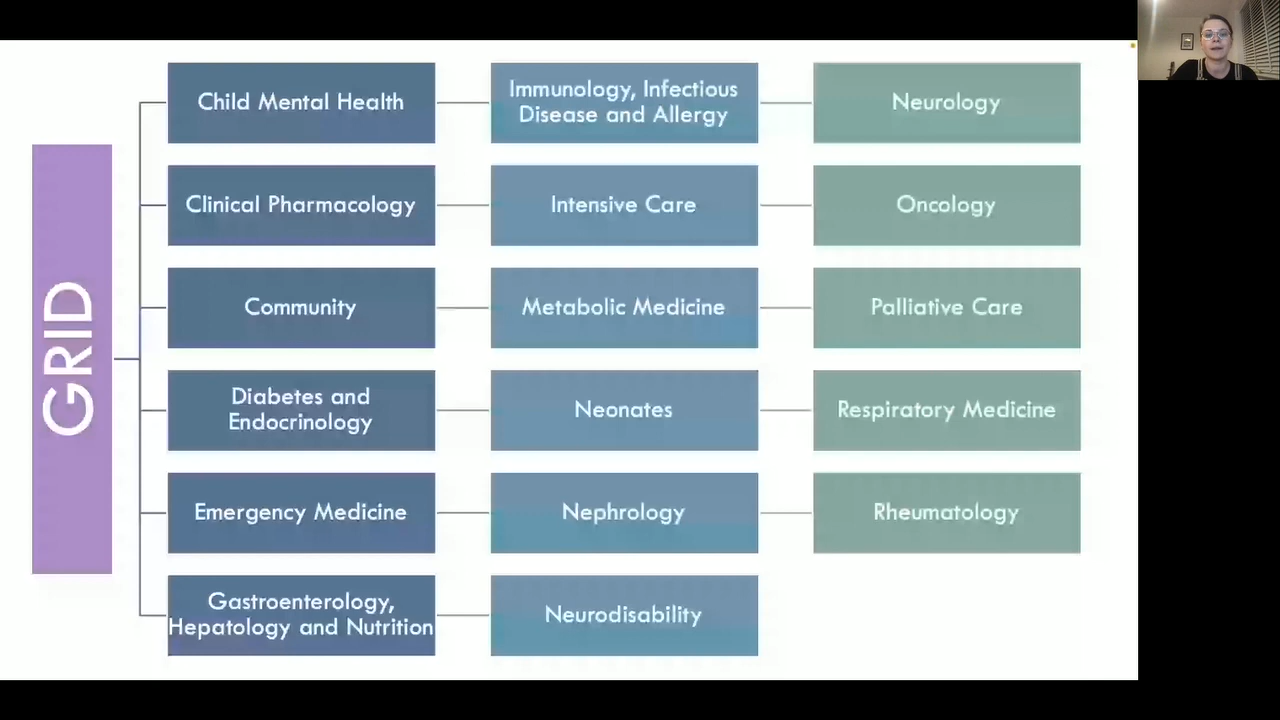 GRID
Child Mental Health
Immunology, Infectious
Disease and Allergy
Neurology
Clinical Pharmacology
Intensive Care
Oncology
Community
Metabolic Medicine
Palliative Care
Diabetes and
Endocrinology
Neonates
Respiratory Medicine
Emergency Medicine
Nephrology
Rheumatology
Gastroenterology,
Hepatology and Nutrition
Neurodisability